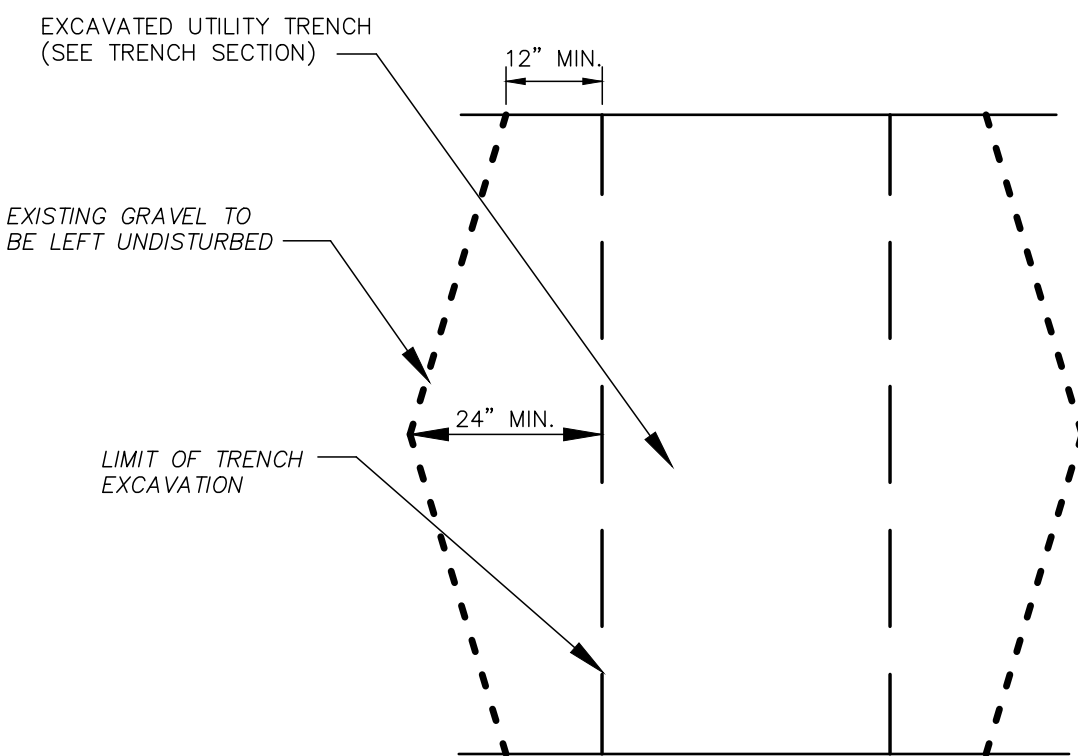 EXCAVATED UTILITY TRENCH
(SEE TRENCH SECTION)
12” MIN.
EXISTING GRAVEL TO
BE LEFT UNDISTURBED
24” MIN.
LIMIT OF TRENCH
EXCAVATION